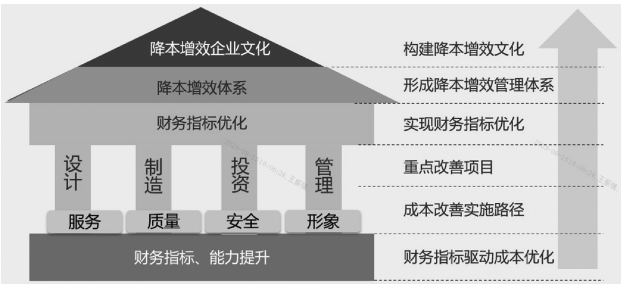 降本增效企业文化
构建降本增效文化
降本增效体系
形成降本增效管理体系
财务指标优化
实现财务指标优化
设计
制造
投资
管理
重点改善项目
服务
质量
安全
形象
成本改善实施路径
财务指标、能力提升
财务指标驱动成本优化